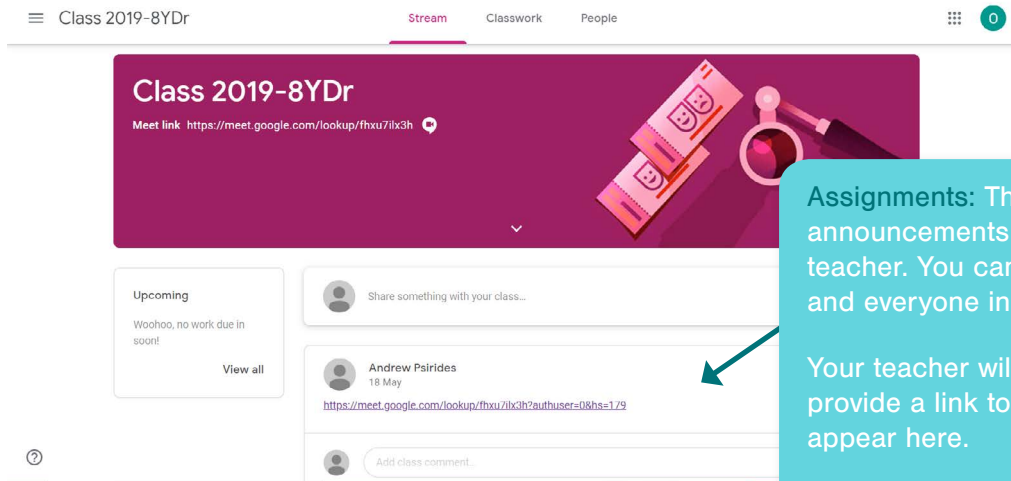 Class 2019-8YDr
Stream Classwork People
O
Class 2019-8YDr
Meet link https://meet.google.com/lookup/fhxu7ilx3h
Upcoming
Woohoo, no work due in
soon!
View all
Share something with your class...
Andrew Psirides
18 May
https://meet.google.com/lookup/fhxu7ilx3h?authuser=0&hs=179
Add class comment...
Assignments: Th
announcements
teacher. You can
and everyone in
Your teacher wil
provide a link to
appear here.